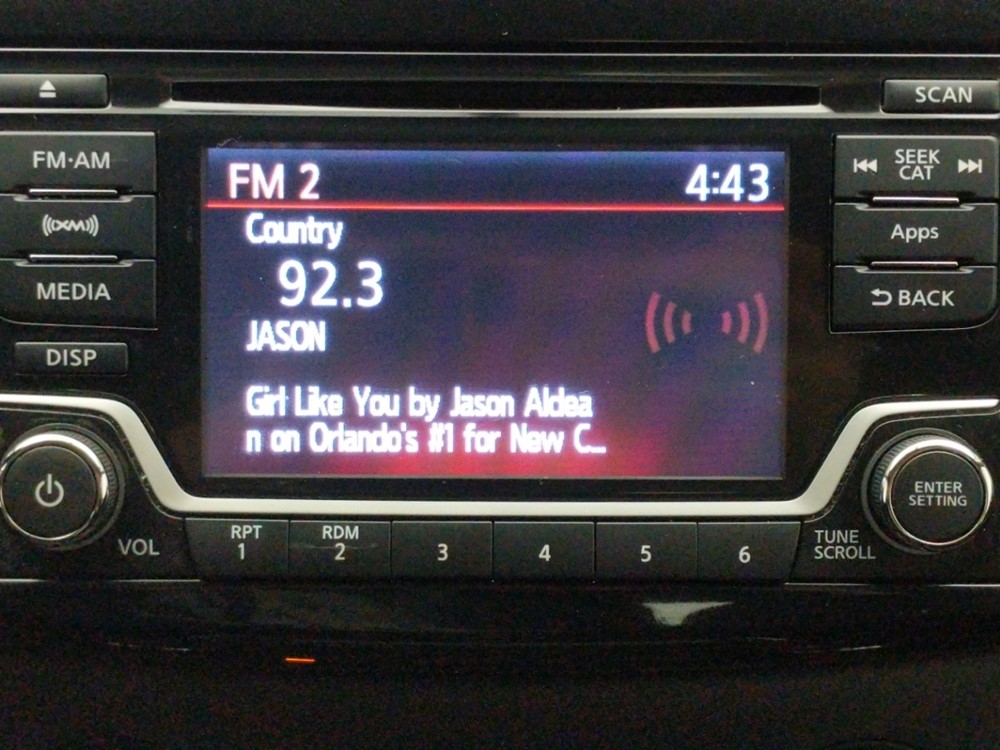 SCAN
FM·AM
SEEK
CAT
XM
Apps
MEDIA
BACK
DISP
FM 2 4:43
Country
92.3
JASON
Girl Like You by Jason Aldea
n on Orlando's #1 for New C...
ENTER
SETTING
VOL
RPT
1
RDM
2
3
4
5
6
TUNE
SCROLL